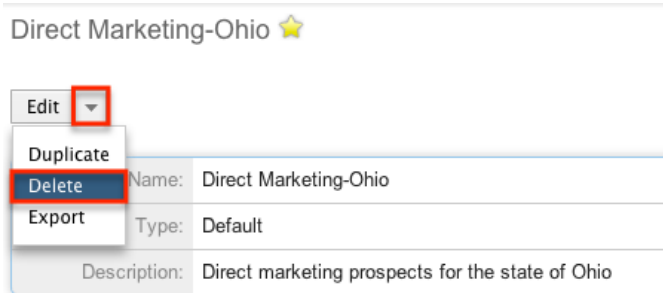 Direct Marketing-Ohio
Edit
Duplicate
Delete
Export
Name: Direct Marketing-Ohio
Type: Default
Description: Direct marketing prospects for the state of Ohio